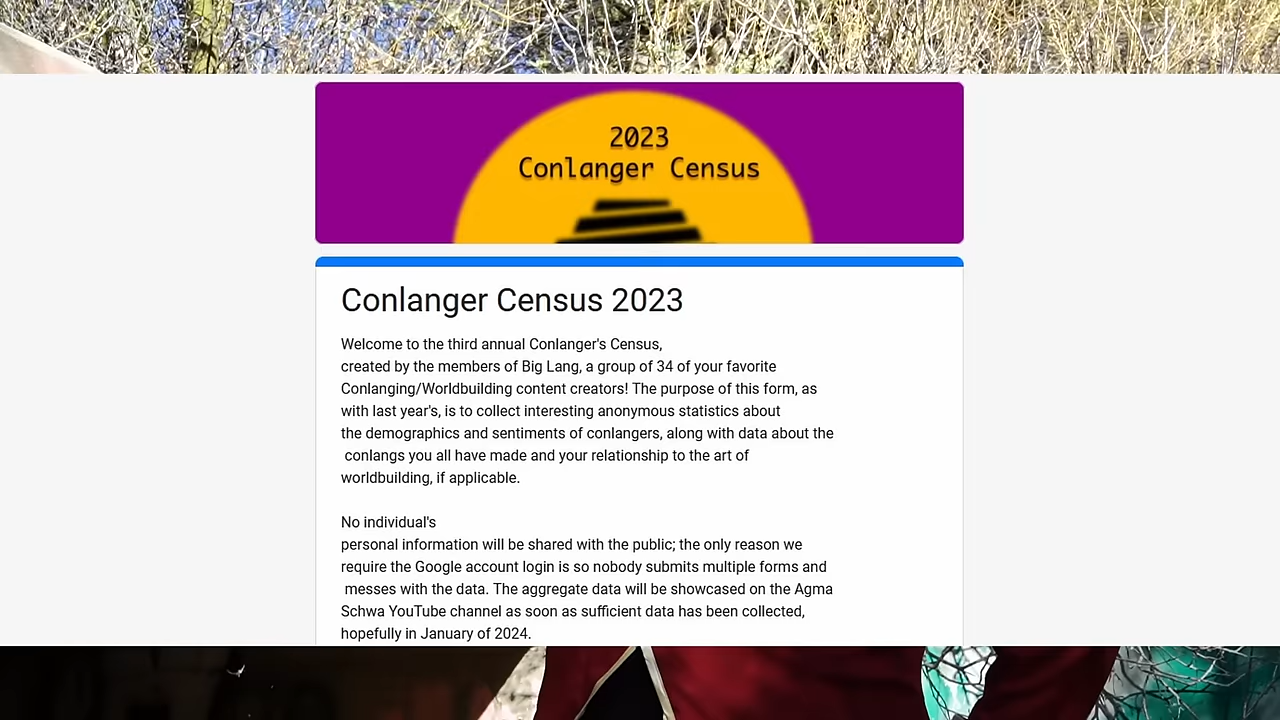 2023
Conlanger Census
Conlanger Census 2023
Welcome to the third annual Conlanger's Census,
created by the members of Big Lang, a group of 34 of your favorite
Conlanging/Worldbuilding content creators! The purpose of this form, as
with last year's, is to collect interesting anonymous statistics about
the demographics and sentiments of conlangers, along with data about the
conlangs you all have made and your relationship to the art of
worldbuilding, if applicable.
No individual's
personal information will be shared with the public; the only reason we
require the Google account login is so nobody submits multiple forms and
messes with the data. The aggregate data will be showcased on the Agma
Schwa YouTube channel as soon as sufficient data has been collected,
hopefully in January of 2024.